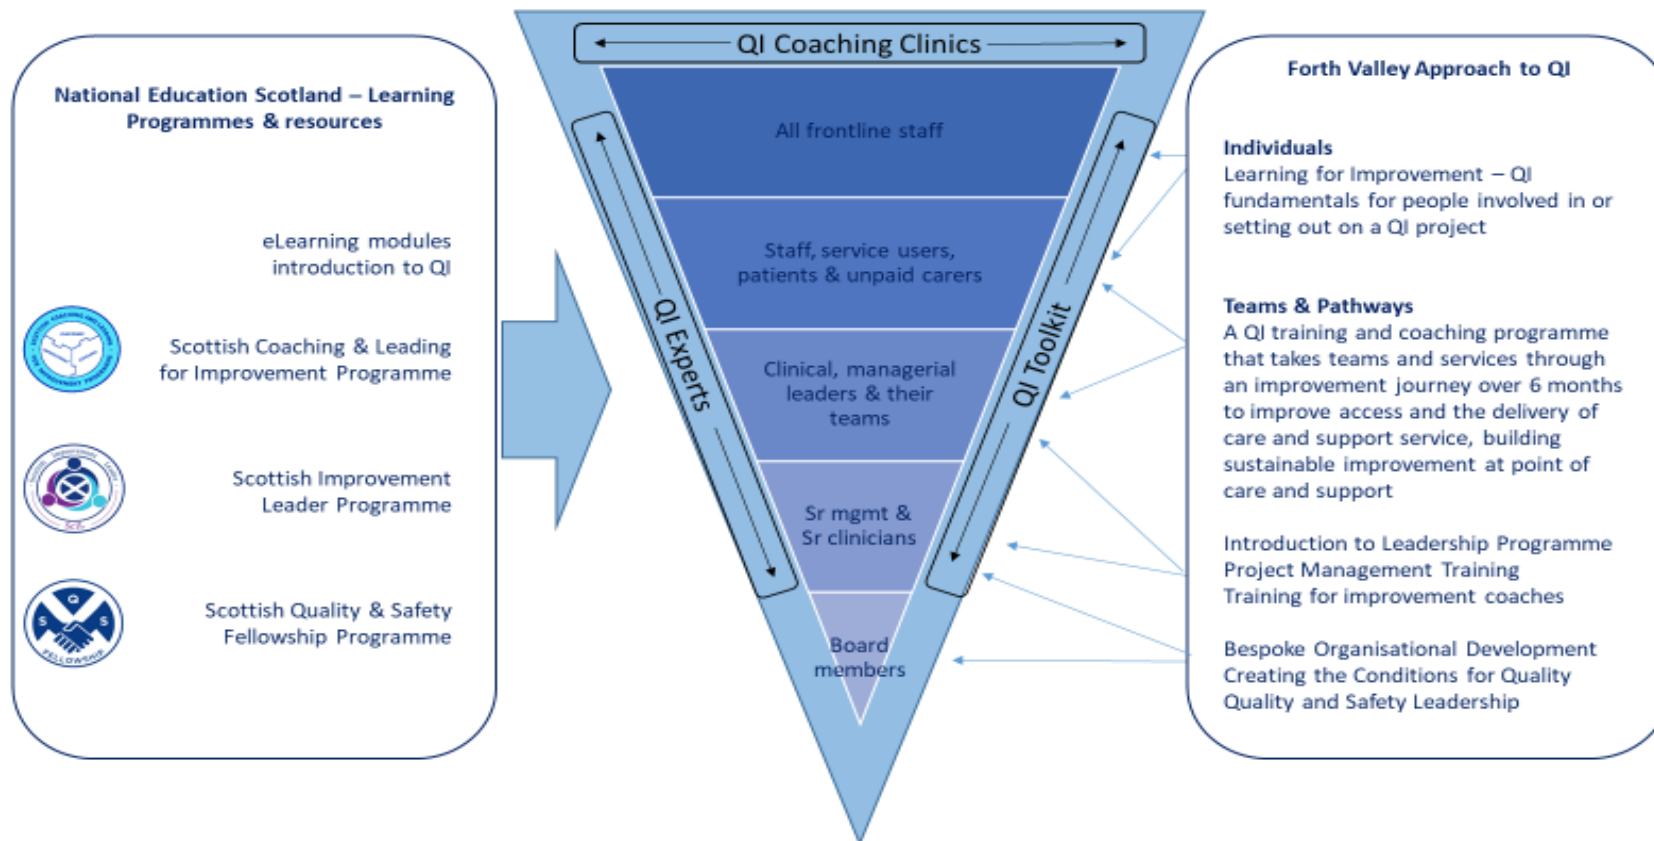 National Education Scotland – Learning
Programmes & resources
eLearning modules
introduction to QI
Scottish Coaching & Leading
for Improvement Programme
Scottish Improvement
Leader Programme
Q
S S
FELLOWSHIP
Scottish Quality & Safety
Fellowship Programme
QI Coaching Clinics
QI Experts
QI Toolkit
All frontline staff
Staff, service users,
patients & unpaid carers
Clinical, managerial
leaders & their
teams
Sr mgmt &
Sr clinicians
Board
members
Forth Valley Approach to QI
Individuals
Learning for Improvement – QI
fundamentals for people involved in or
setting out on a QI project
Teams & Pathways
A QI training and coaching programme
that takes teams and services through
an improvement journey over 6 months
to improve access and the delivery of
care and support service, building
sustainable improvement at point of
care and support
Introduction to Leadership Programme
Project Management Training
Training for improvement coaches
Bespoke Organisational Development
Creating the Conditions for Quality
Quality and Safety Leadership